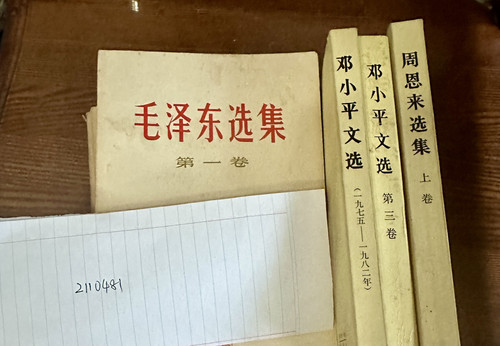 毛泽东选集
第一卷
2110481
邓小平文选
(一九七五——一九八二年)
邓小平文选
第三卷
周恩来选集
上卷